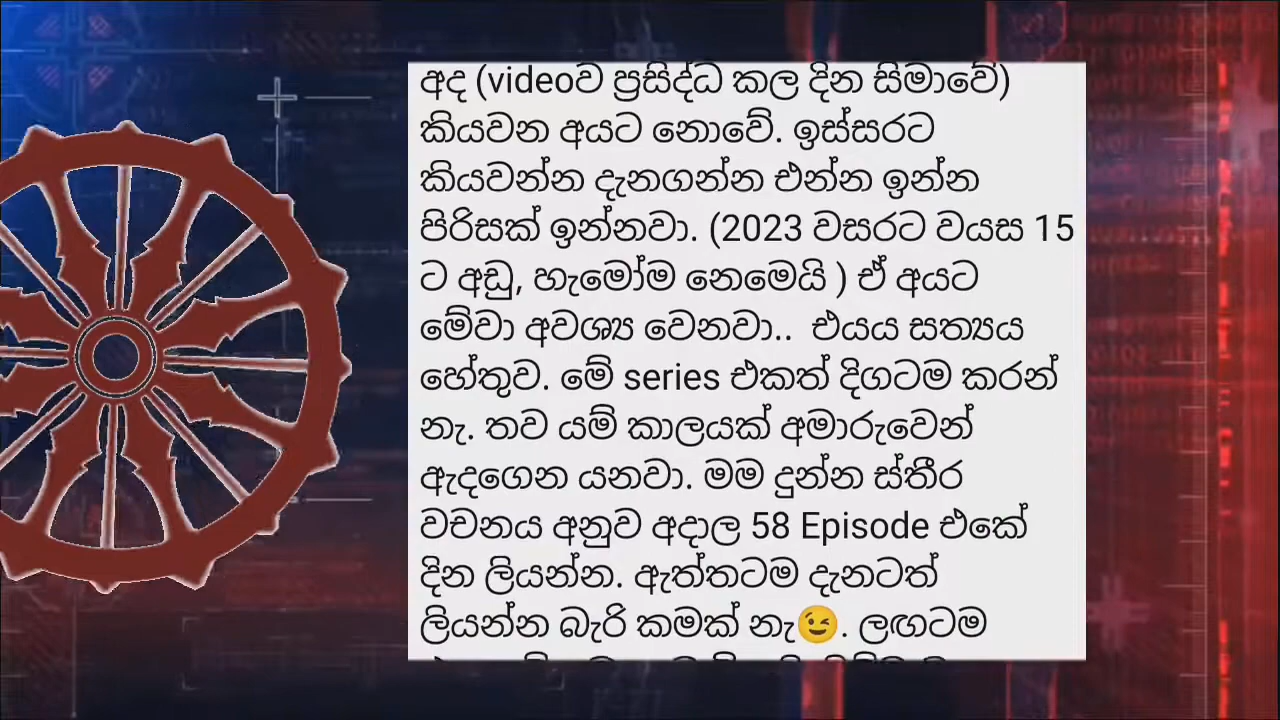 අද (videoව ප්‍රසිද්ධ කල දින සිමාවේ)
කියවන අයට නොවේ. ඉස්සරට
කියවන්න දැනගන්න එන්න ඉන්න
පිරිසක් ඉන්නවා. (2023 වසරට වයස 15
ට අඩු, හැමෝම නෙමෙයි ) ඒ අයට
මේවා අවශ්‍ය වෙනවා.. එයය සත්‍යය
හේතුව. මේ series එකත් දිගටම කරන්
නැ. තව යම් කාලයක් අමාරුවෙන්
ඇදගෙන යනවා. මම දුන්න ස්තීර
වචනය අනුව අදාල 58 Episode එකේ
දින ලියන්න. ඇත්තටම දැනටත්
ලියන්න බැරි කමක් නැ😉. ලඟටම